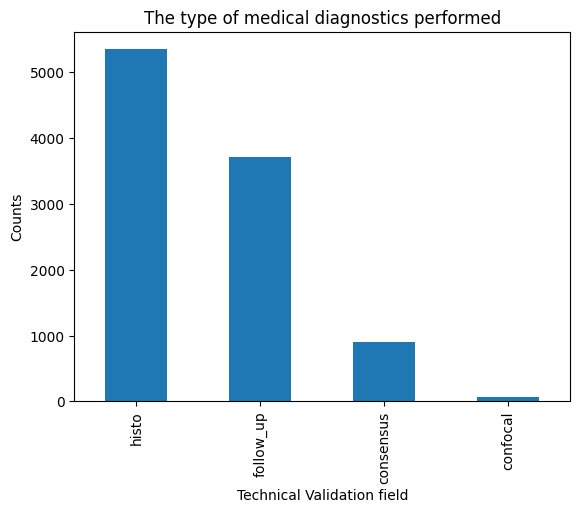 The type of medical diagnostics performed
Counts
5000
4000
3000
2000
1000
0
histo
follow_up
consensus
confocal
Technical Validation field